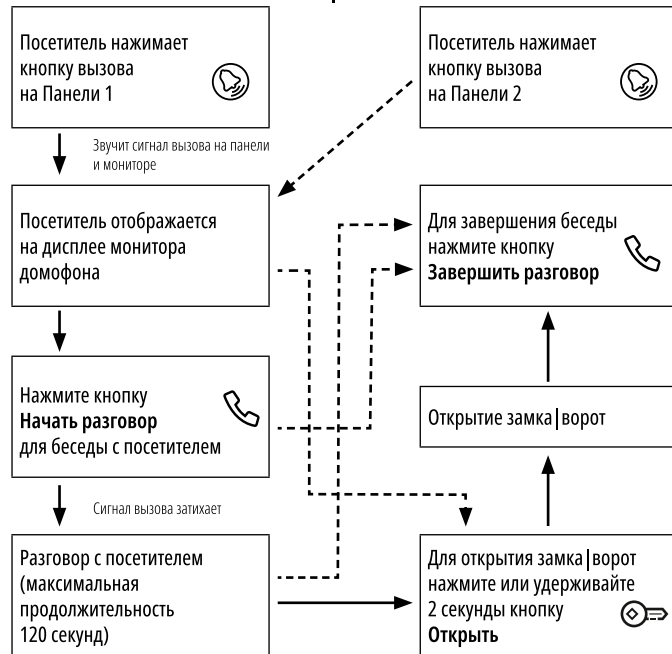 Посетитель нажимает
кнопку вызова
на Панели 1
Посетитель нажимает
кнопку вызова
на Панели 2
Звучит сигнал вызова на панели
и мониторе
Посетитель отображается
на дисплее монитора
домофона
Для завершения беседы
нажмите кнопку
Завершить разговор
Нажмите кнопку
Начать разговор
для беседы с посетителем
Открытие замка|ворот
Сигнал вызова затихает
Разговор с посетителем
(максимальная
продолжительность
120 секунд)
Для открытия замка|ворот
нажмите или удерживайте
2 секунды кнопку
Открыть